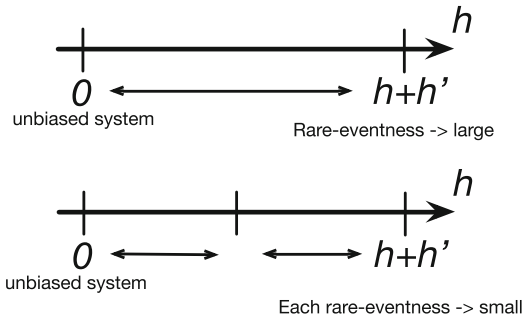 h
0
h+h’
unbiased system
Rare-eventness -> large
h
0
h+h’
unbiased system
Each rare-eventness -> small